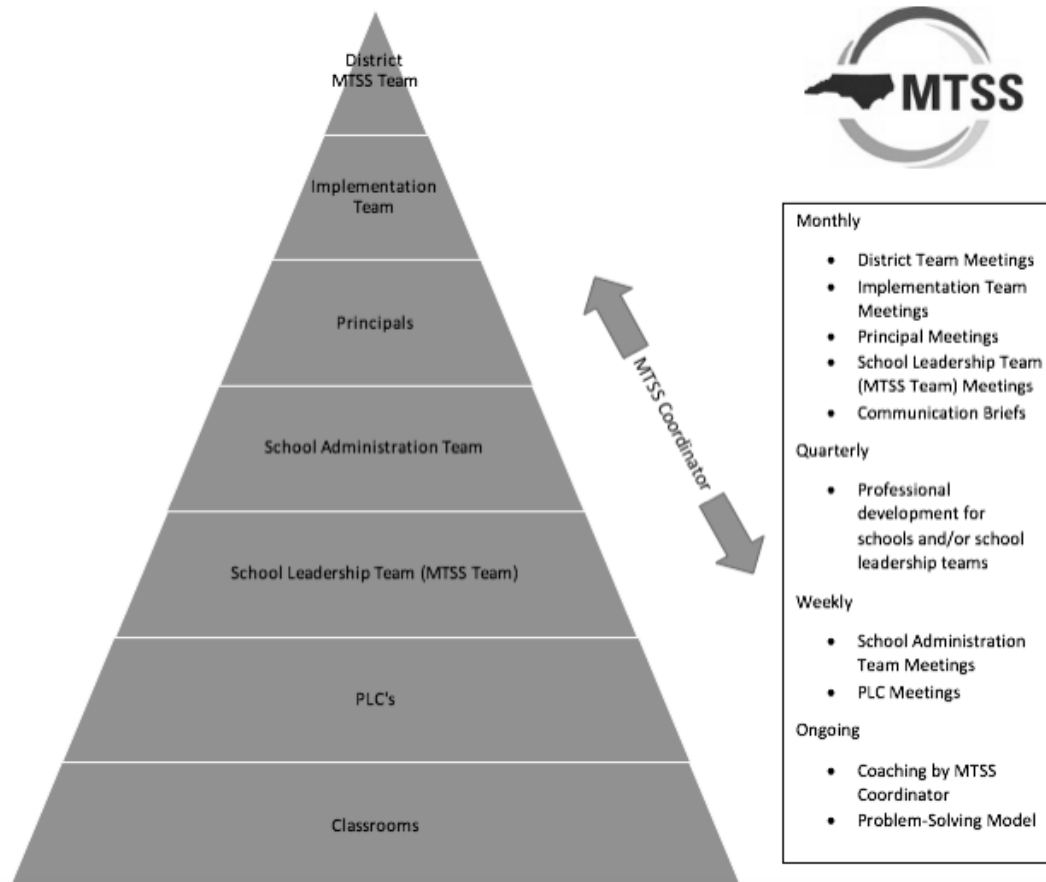 District
MTSS Team
Implementation
Team
Principals
School Administration Team
School Leadership Team (MTSS Team)
PLC's
Classrooms
MTSS Coordinator
MTSS
Monthly
• District Team Meetings
• Implementation Team
Meetings
• Principal Meetings
• School Leadership Team
(MTSS Team) Meetings
• Communication Briefs
Quarterly
• Professional
development for
schools and/or school
leadership teams
Weekly
• School Administration
Team Meetings
• PLC Meetings
Ongoing
• Coaching by MTSS
Coordinator
• Problem-Solving Model